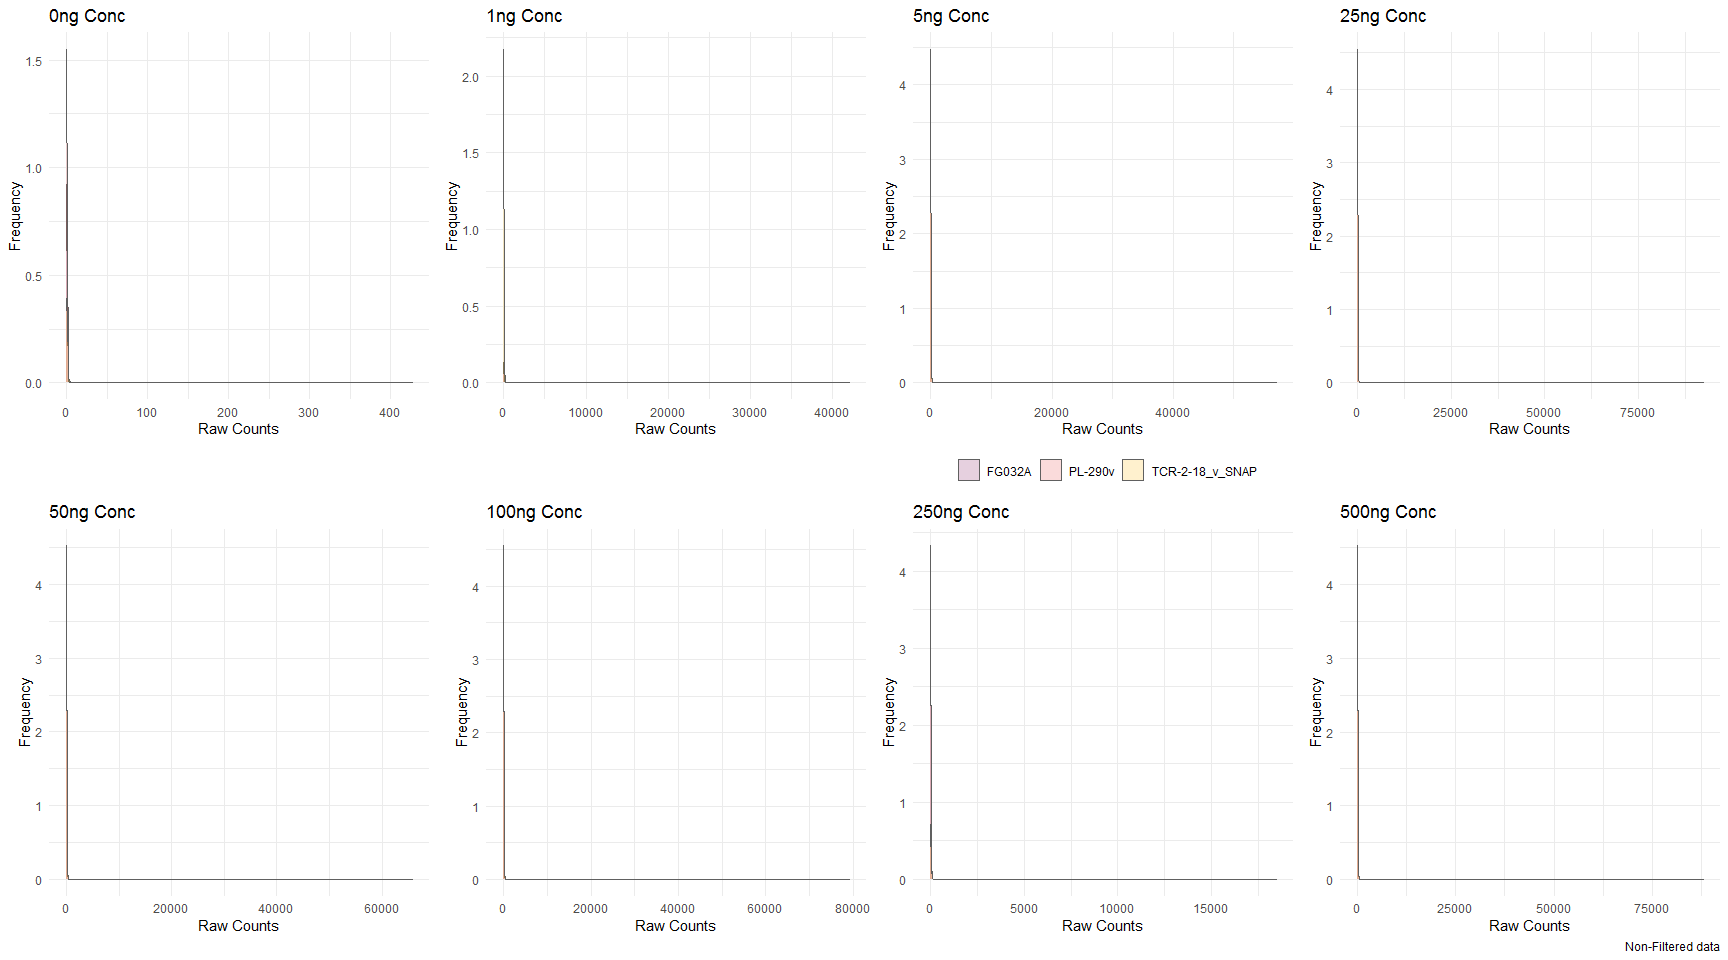 0ng Conc
1.5
1.0
0.5
0.0
Frequency
0 100 200 300 400
Raw Counts
1ng Conc
2.0
1.5
1.0
0.5
0.0
Frequency
0 10000 20000 30000 40000
Raw Counts
5ng Conc
4
3
2
1
0
Frequency
0 20000 40000
Raw Counts
25ng Conc
4
3
2
1
0
Frequency
0 25000 50000 75000
Raw Counts
FG032A PL-290v TCR-2-18_v_SNAP
50ng Conc
4
3
2
1
0
Frequency
0 20000 40000 60000
Raw Counts
100ng Conc
4
3
2
1
0
Frequency
0 20000 40000 60000 80000
Raw Counts
250ng Conc
4
3
2
1
0
Frequency
0 5000 10000 15000
Raw Counts
500ng Conc
4
3
2
1
0
Frequency
0 25000 50000 75000
Raw Counts
Non-Filtered data